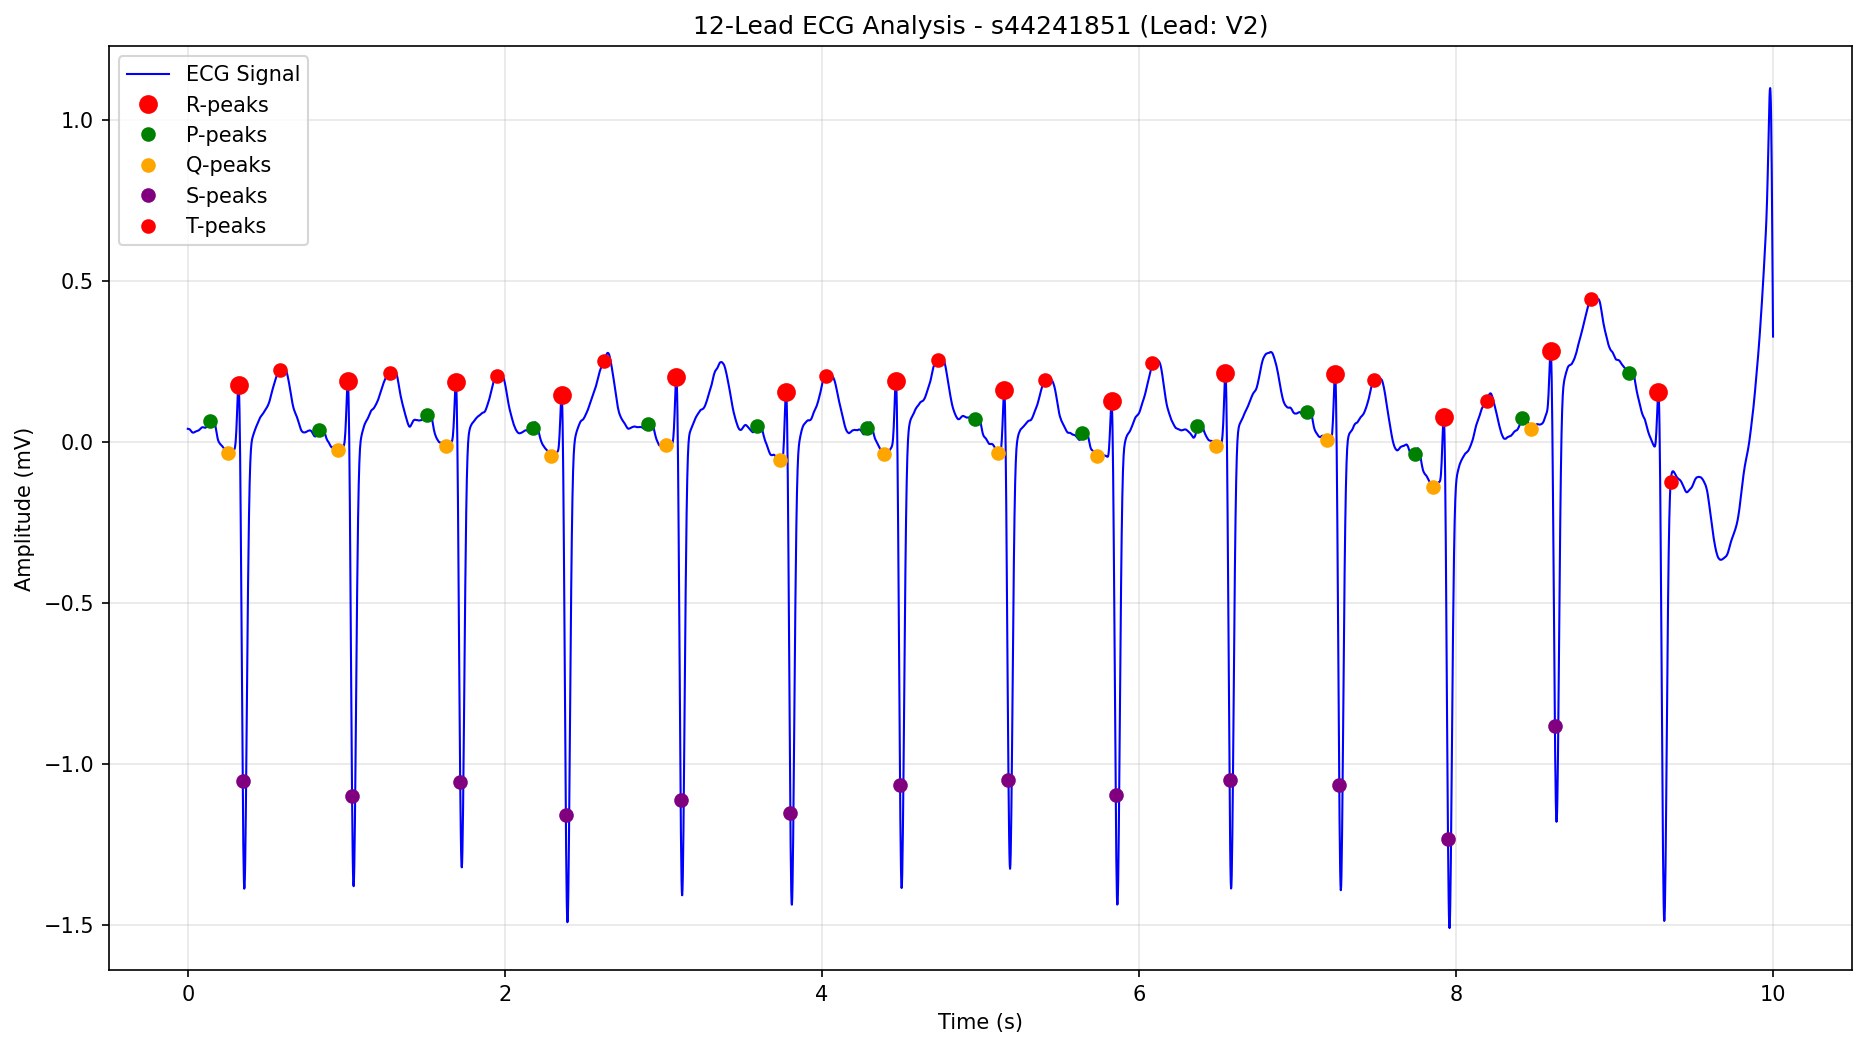 12-Lead ECG Analysis - s44241851 (Lead: V2)
ECG Signal
R-peaks
P-peaks
Q-peaks
S-peaks
T-peaks
1.0
0.5
0.0
−0.5
−1.0
−1.5
Amplitude (mV)
0 2 4 6 8 10
Time (s)